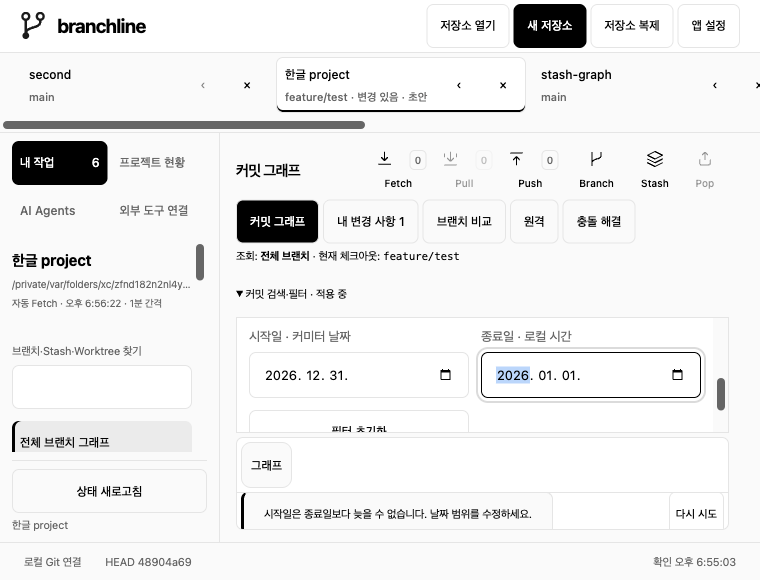 branchline
저장소 열기
새 저장소
저장소 복제
앱 설정
second
main
한글 project
feature/test · 변경 있음 · 초안
stash-graph
main
내 작업 6
프로젝트 현황
AI Agents
외부 도구 연결
한글 project
/private/var/folders/xc/zfnd182n2nl4y...
자동 Fetch · 오후 6:56:22 · 1분 간격
브랜치·Stash·Worktree 찾기
전체 브랜치 그래프
상태 새로고침
한글 project
커밋 그래프
0
Fetch
0
Pull
0
Push
Branch
Stash
Pop
커밋 그래프
내 변경 사항 1
브랜치 비교
원격
충돌 해결
조회: 전체 브랜치 · 현재 체크아웃: feature/test
▼ 커밋 검색·필터 · 적용 중
시작일 · 커미터 날짜
종료일 · 로컬 시간
2026. 12. 31.
2026. 01. 01.
필터 초기화
그래프
시작일은 종료일보다 늦을 수 없습니다. 날짜 범위를 수정하세요.
다시 시도
로컬 Git 연결
HEAD 48904a69
확인 오후 6:55:03